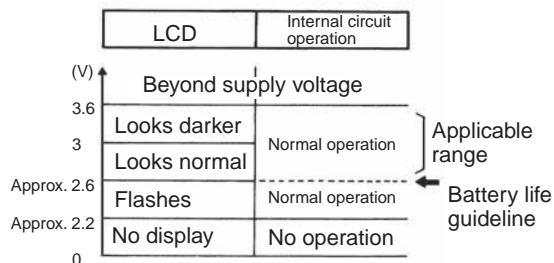 LCD
Internal circuit
operation
(V)
Beyond supply voltage
3.6
Looks darker
Normal operation
Applicable
range
3
Looks normal
Approx. 2.6
Flashes
Normal operation
Battery life
guideline
Approx. 2.2
No display
No operation
0